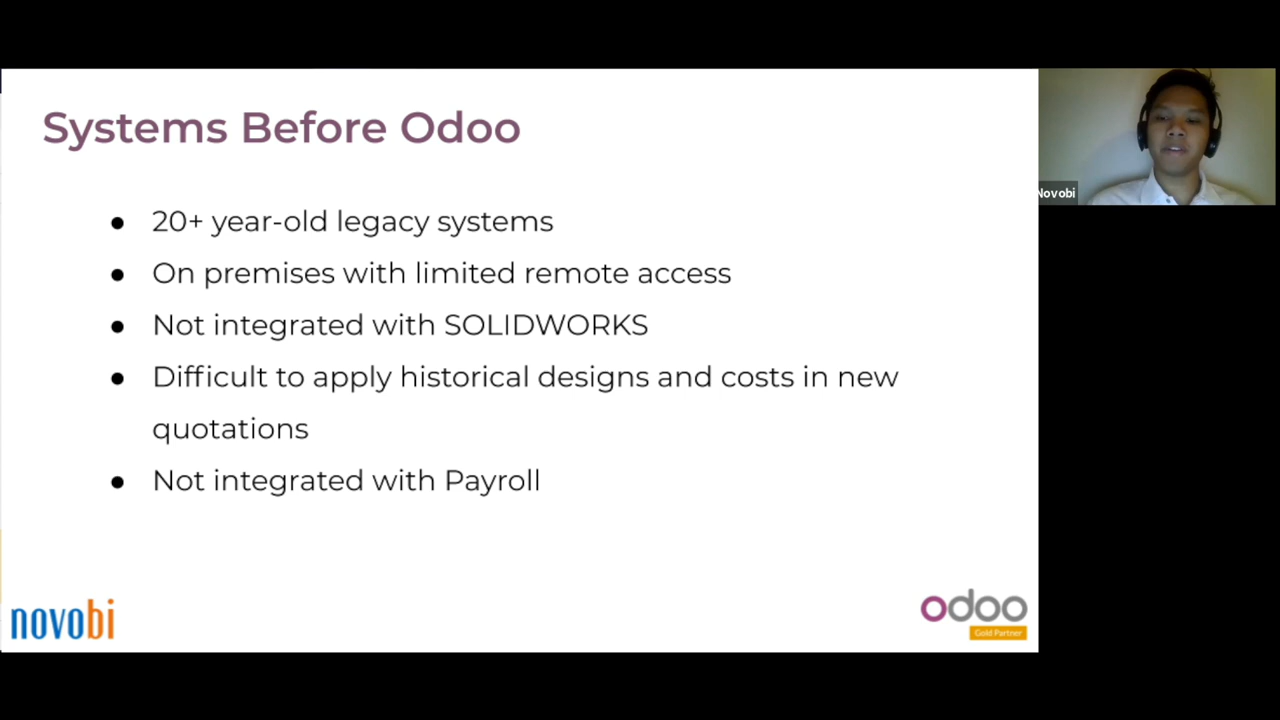 Systems Before Odoo
● 20+ year-old legacy systems
● On premises with limited remote access
● Not integrated with SOLIDWORKS
● Difficult to apply historical designs and costs in new
quotations
● Not integrated with Payroll
Novobi
novobi
odoo
Gold Partner